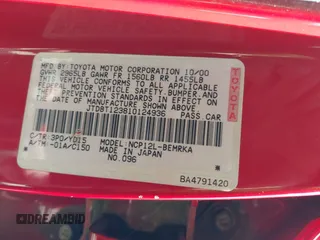 MFD. BY TOYOTA MOTOR CORPORATION 10/00
GVWR 2965LB GAWR FR 1560LB RR 1455LB
THIS VEHICLE CONFORMS TO ALL APPLICABLE
FEDERAL MOTOR VEHICLE SAFETY, BUMPER, AND
THEFT PREVENTION STANDARDS IN EFFECT ON
THE DATE OF MANUFACTURE SHOWN ABOVE.
JTDBT123810124936 PASS. CAR
C/TR: 3P0/YD15 MODEL: NCP12L-BEMRKA
A/TM: -01A/C150 MADE IN JAPAN
NO.096
BA4791420
TOYOTA